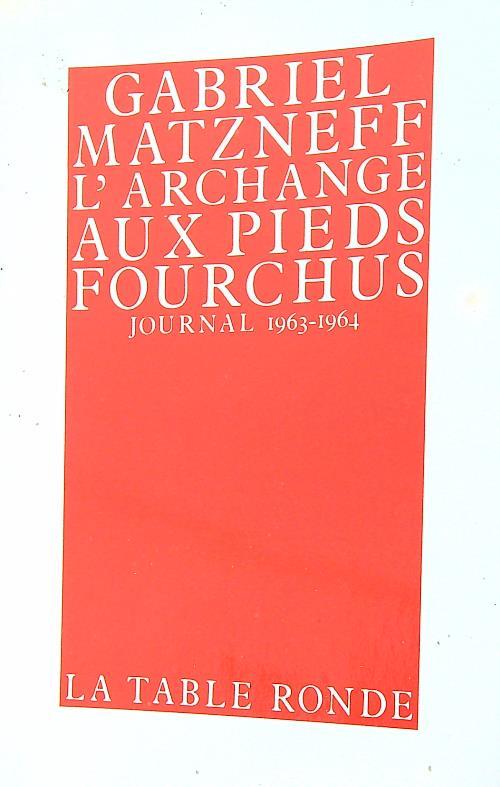 GABRIEL
MATZNEFF
L'ARCHANGE
AUX PIEDS
FOURCHUS
JOURNAL 1963-1964
LA TABLE RONDE